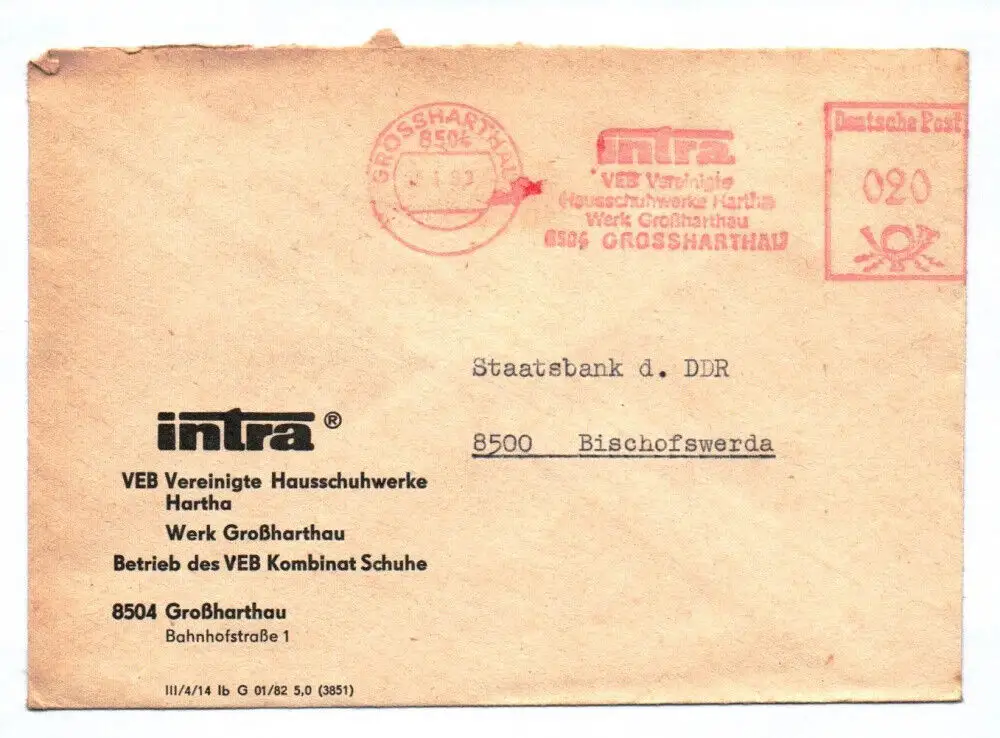 GROSSHARTHAU
8504
intra
VEB Vereinigte
Hausschuhwerke Hartha
Werk Großharthau
8504 GROSSHARTHAU
Deutsche Post
020
Staatsbank d. DDR
8500 Bischofswerda
intra®
VEB Vereinigte Hausschuhwerke
Hartha
Werk Großharthau
Betrieb des VEB Kombinat Schuhe
8504 Großharthau
Bahnhofstraße 1
III/4/14 Ib G 01/82 5,0 (3851)